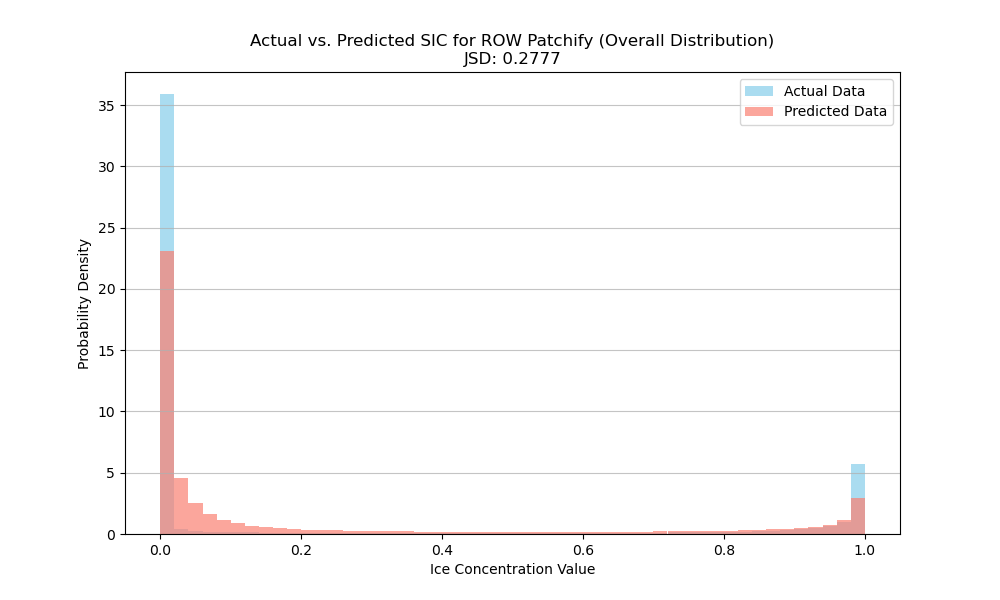 Actual vs. Predicted SIC for ROW Patchify (Overall Distribution)
JSD: 0.2777
Actual Data
Predicted Data
Probability Density
35
30
25
20
15
10
5
0
0.0 0.2 0.4 0.6 0.8 1.0
Ice Concentration Value